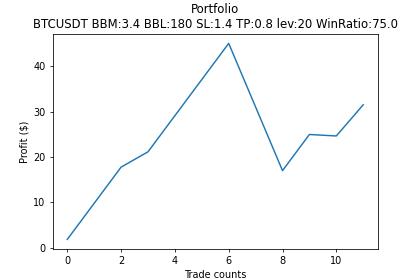 Portfolio
BTCUSDT BBM:3.4 BBL:180 SL:1.4 TP:0.8 lev:20 WinRatio:75.0
40
30
20
10
0
Profit ($)
0 2 4 6 8 10
Trade counts